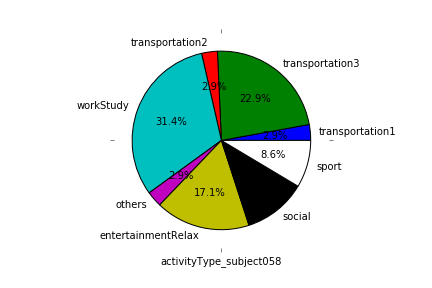 transportation2
transportation3
2.9%
22.9%
workStudy
31.4%
transportation1
2.9%
8.6%
sport
others
2.9%
17.1%
social
entertainmentRelax
activityType_subject058